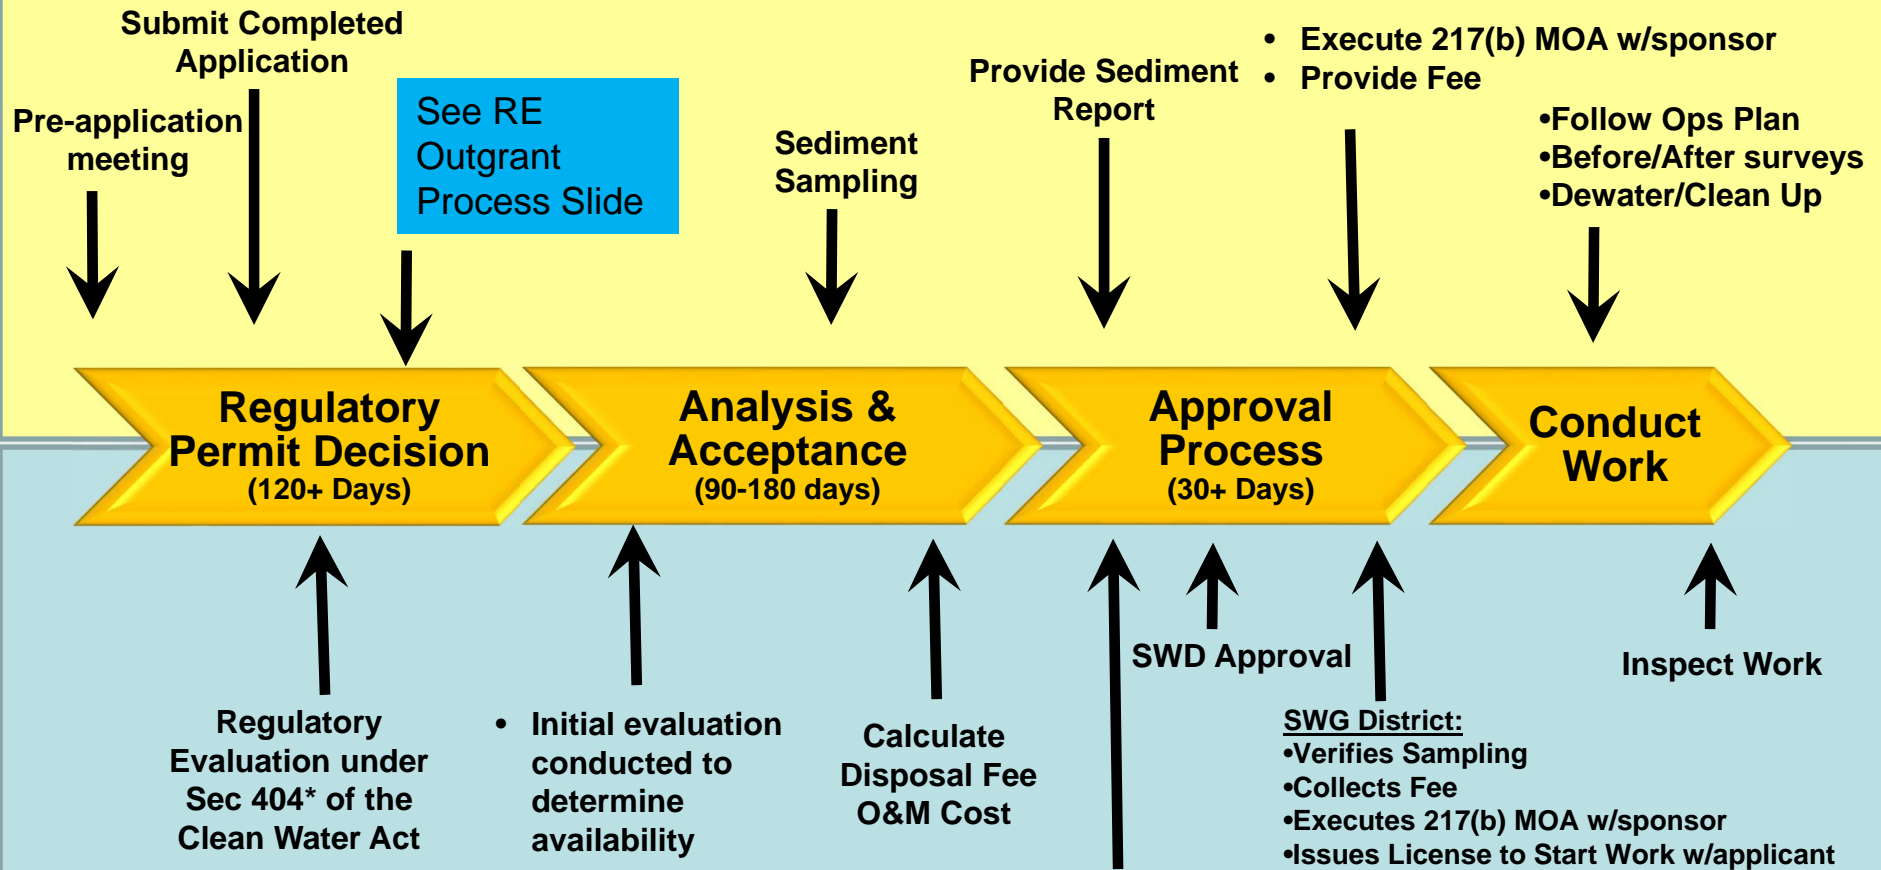 Submit Completed
Application
Pre-application
meeting
See RE
Outgrant
Process Slide
Sediment
Sampling
Provide Sediment
Report
• Execute 217(b) MOA w/sponsor
• Provide Fee
•Follow Ops Plan
•Before/After surveys
•Dewater/Clean Up
Regulatory
Permit Decision
(120+ Days)
Analysis &
Acceptance
(90-180 days)
Approval
Process
(30+ Days)
Conduct
Work
Regulatory
Evaluation under
Sec 404* of the
Clean Water Act
• Initial evaluation
conducted to
determine
availability
Calculate
Disposal Fee
O&M Cost
SWD Approval
SWG District:
•Verifies Sampling
•Collects Fee
•Executes 217(b) MOA w/sponsor
•Issues License to Start Work w/applicant
Inspect Work